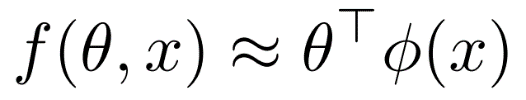 f(θ, x) ≈ θ^⊤ ϕ(x)